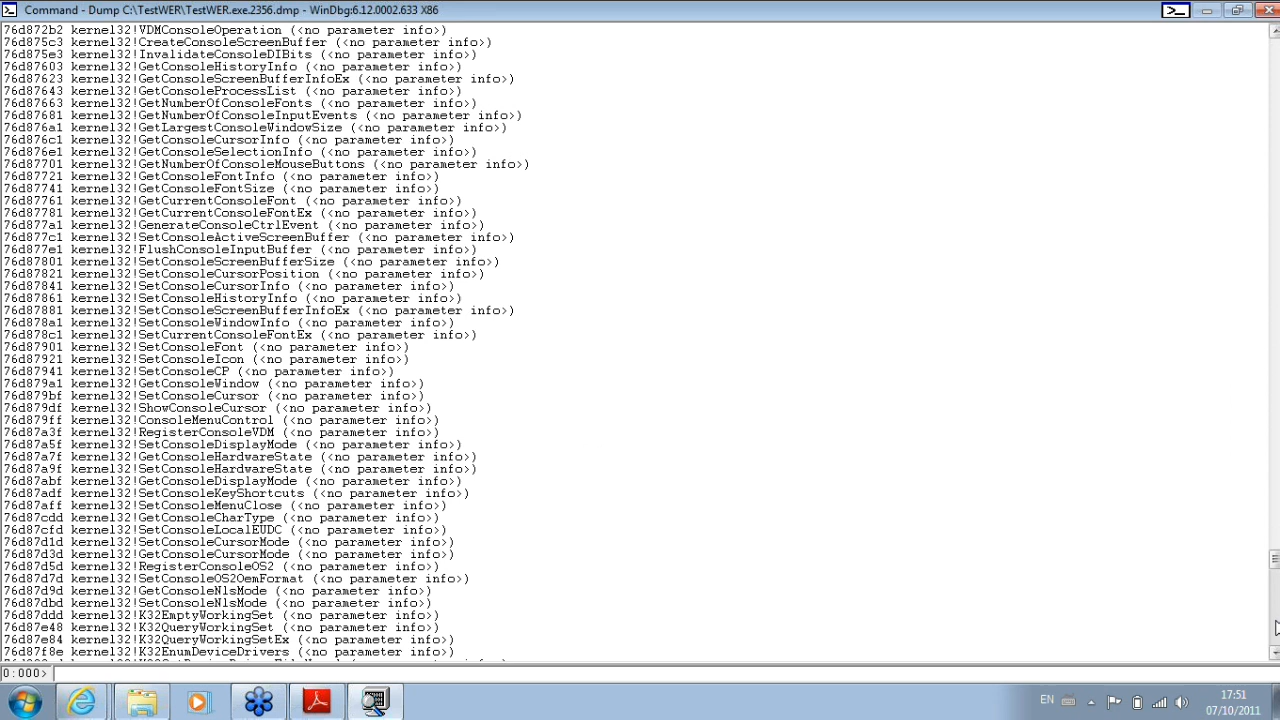 Command - Dump C:\TestWER\TestWER.exe.2356.dmp - WinDbg:6.12.0002.633 X86
76d872b2 kernel32!VDMConsoleOperation (<no parameter info>)
76d875c3 kernel32!CreateConsoleScreenBuffer (<no parameter info>)
76d875e3 kernel32!InvalidateConsoleDIBits (<no parameter info>)
76d87603 kernel32!GetConsoleHistoryInfo (<no parameter info>)
76d87623 kernel32!GetConsoleScreenBufferInfoEx (<no parameter info>)
76d87643 kernel32!GetConsoleProcessList (<no parameter info>)
76d87663 kernel32!GetNumberOfConsoleFonts (<no parameter info>)
76d87681 kernel32!GetNumberOfConsoleInputEvents (<no parameter info>)
76d876a1 kernel32!GetLargestConsoleWindowSize (<no parameter info>)
76d876c1 kernel32!GetConsoleCursorInfo (<no parameter info>)
76d876e1 kernel32!GetConsoleSelectionInfo (<no parameter info>)
76d87701 kernel32!GetNumberOfConsoleMouseButtons (<no parameter info>)
76d87721 kernel32!GetConsoleFontInfo (<no parameter info>)
76d87741 kernel32!GetConsoleFontSize (<no parameter info>)
76d87761 kernel32!GetCurrentConsoleFont (<no parameter info>)
76d87781 kernel32!GetCurrentConsoleFontEx (<no parameter info>)
76d877a1 kernel32!GenerateConsoleCtrlEvent (<no parameter info>)
76d877c1 kernel32!SetConsoleActiveScreenBuffer (<no parameter info>)
76d877e1 kernel32!FlushConsoleInputBuffer (<no parameter info>)
76d87801 kernel32!SetConsoleScreenBufferSize (<no parameter info>)
76d87821 kernel32!SetConsoleCursorPosition (<no parameter info>)
76d87841 kernel32!SetConsoleCursorInfo (<no parameter info>)
76d87861 kernel32!SetConsoleHistoryInfo (<no parameter info>)
76d87881 kernel32!SetConsoleScreenBufferInfoEx (<no parameter info>)
76d878a1 kernel32!SetConsoleWindowInfo (<no parameter info>)
76d878c1 kernel32!SetCurrentConsoleFontEx (<no parameter info>)
76d87901 kernel32!SetConsoleFont (<no parameter info>)
76d87921 kernel32!SetConsoleIcon (<no parameter info>)
76d87941 kernel32!SetConsoleCP (<no parameter info>)
76d879a1 kernel32!GetConsoleWindow (<no parameter info>)
76d879bf kernel32!SetConsoleCursor (<no parameter info>)
76d879df kernel32!ShowConsoleCursor (<no parameter info>)
76d879ff kernel32!ConsoleMenuControl (<no parameter info>)
76d87a3f kernel32!RegisterConsoleVDM (<no parameter info>)
76d87a5f kernel32!SetConsoleDisplayMode (<no parameter info>)
76d87a7f kernel32!GetConsoleHardwareState (<no parameter info>)
76d87a9f kernel32!SetConsoleHardwareState (<no parameter info>)
76d87abf kernel32!GetConsoleDisplayMode (<no parameter info>)
76d87adf kernel32!SetConsoleKeyShortcuts (<no parameter info>)
76d87aff kernel32!SetConsoleMenuClose (<no parameter info>)
76d87cdd kernel32!GetConsoleCharType (<no parameter info>)
76d87cfd kernel32!SetConsoleLocalEUDC (<no parameter info>)
76d87d1d kernel32!SetConsoleCursorMode (<no parameter info>)
76d87d3d kernel32!GetConsoleCursorMode (<no parameter info>)
76d87d5d kernel32!RegisterConsoleOS2 (<no parameter info>)
76d87d7d kernel32!SetConsoleOS2OemFormat (<no parameter info>)
76d87d9d kernel32!GetConsoleNlsMode (<no parameter info>)
76d87dbd kernel32!SetConsoleNlsMode (<no parameter info>)
76d87ddd kernel32!K32EmptyWorkingSet (<no parameter info>)
76d87e48 kernel32!K32QueryWorkingSet (<no parameter info>)
76d87e84 kernel32!K32QueryWorkingSetEx (<no parameter info>)
76d87f8e kernel32!K32EnumDeviceDrivers (<no parameter info>)
0:000>
EN
17:51
07/10/2011